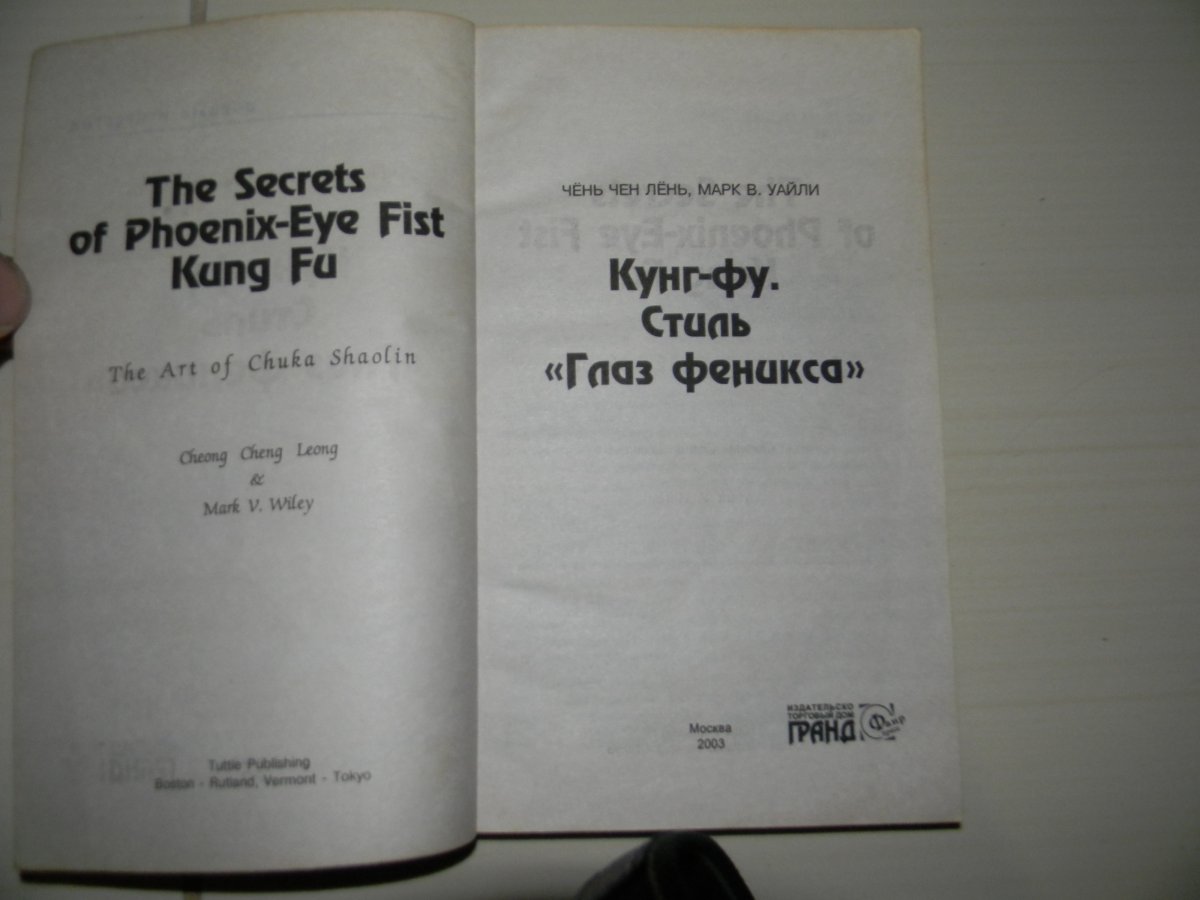 The Secrets
of Phoenix-Eye Fist
Kung Fu
The Art of Chuka Shaolin
Cheong Cheng Leong
&
Mark V. Wiley
Tuttle Publishing
Boston - Rutland, Vermont - Tokyo
ЧЁНЬ ЧЕН ЛЁНЬ, МАРК В. УАЙЛИ
Кунг-фу.
Стиль
«Глаз феникса»
Москва
2003
ИЗДАТЕЛЬСКО
ТОРГОВЫЙ ДОМ
ГРАНД
Фаир